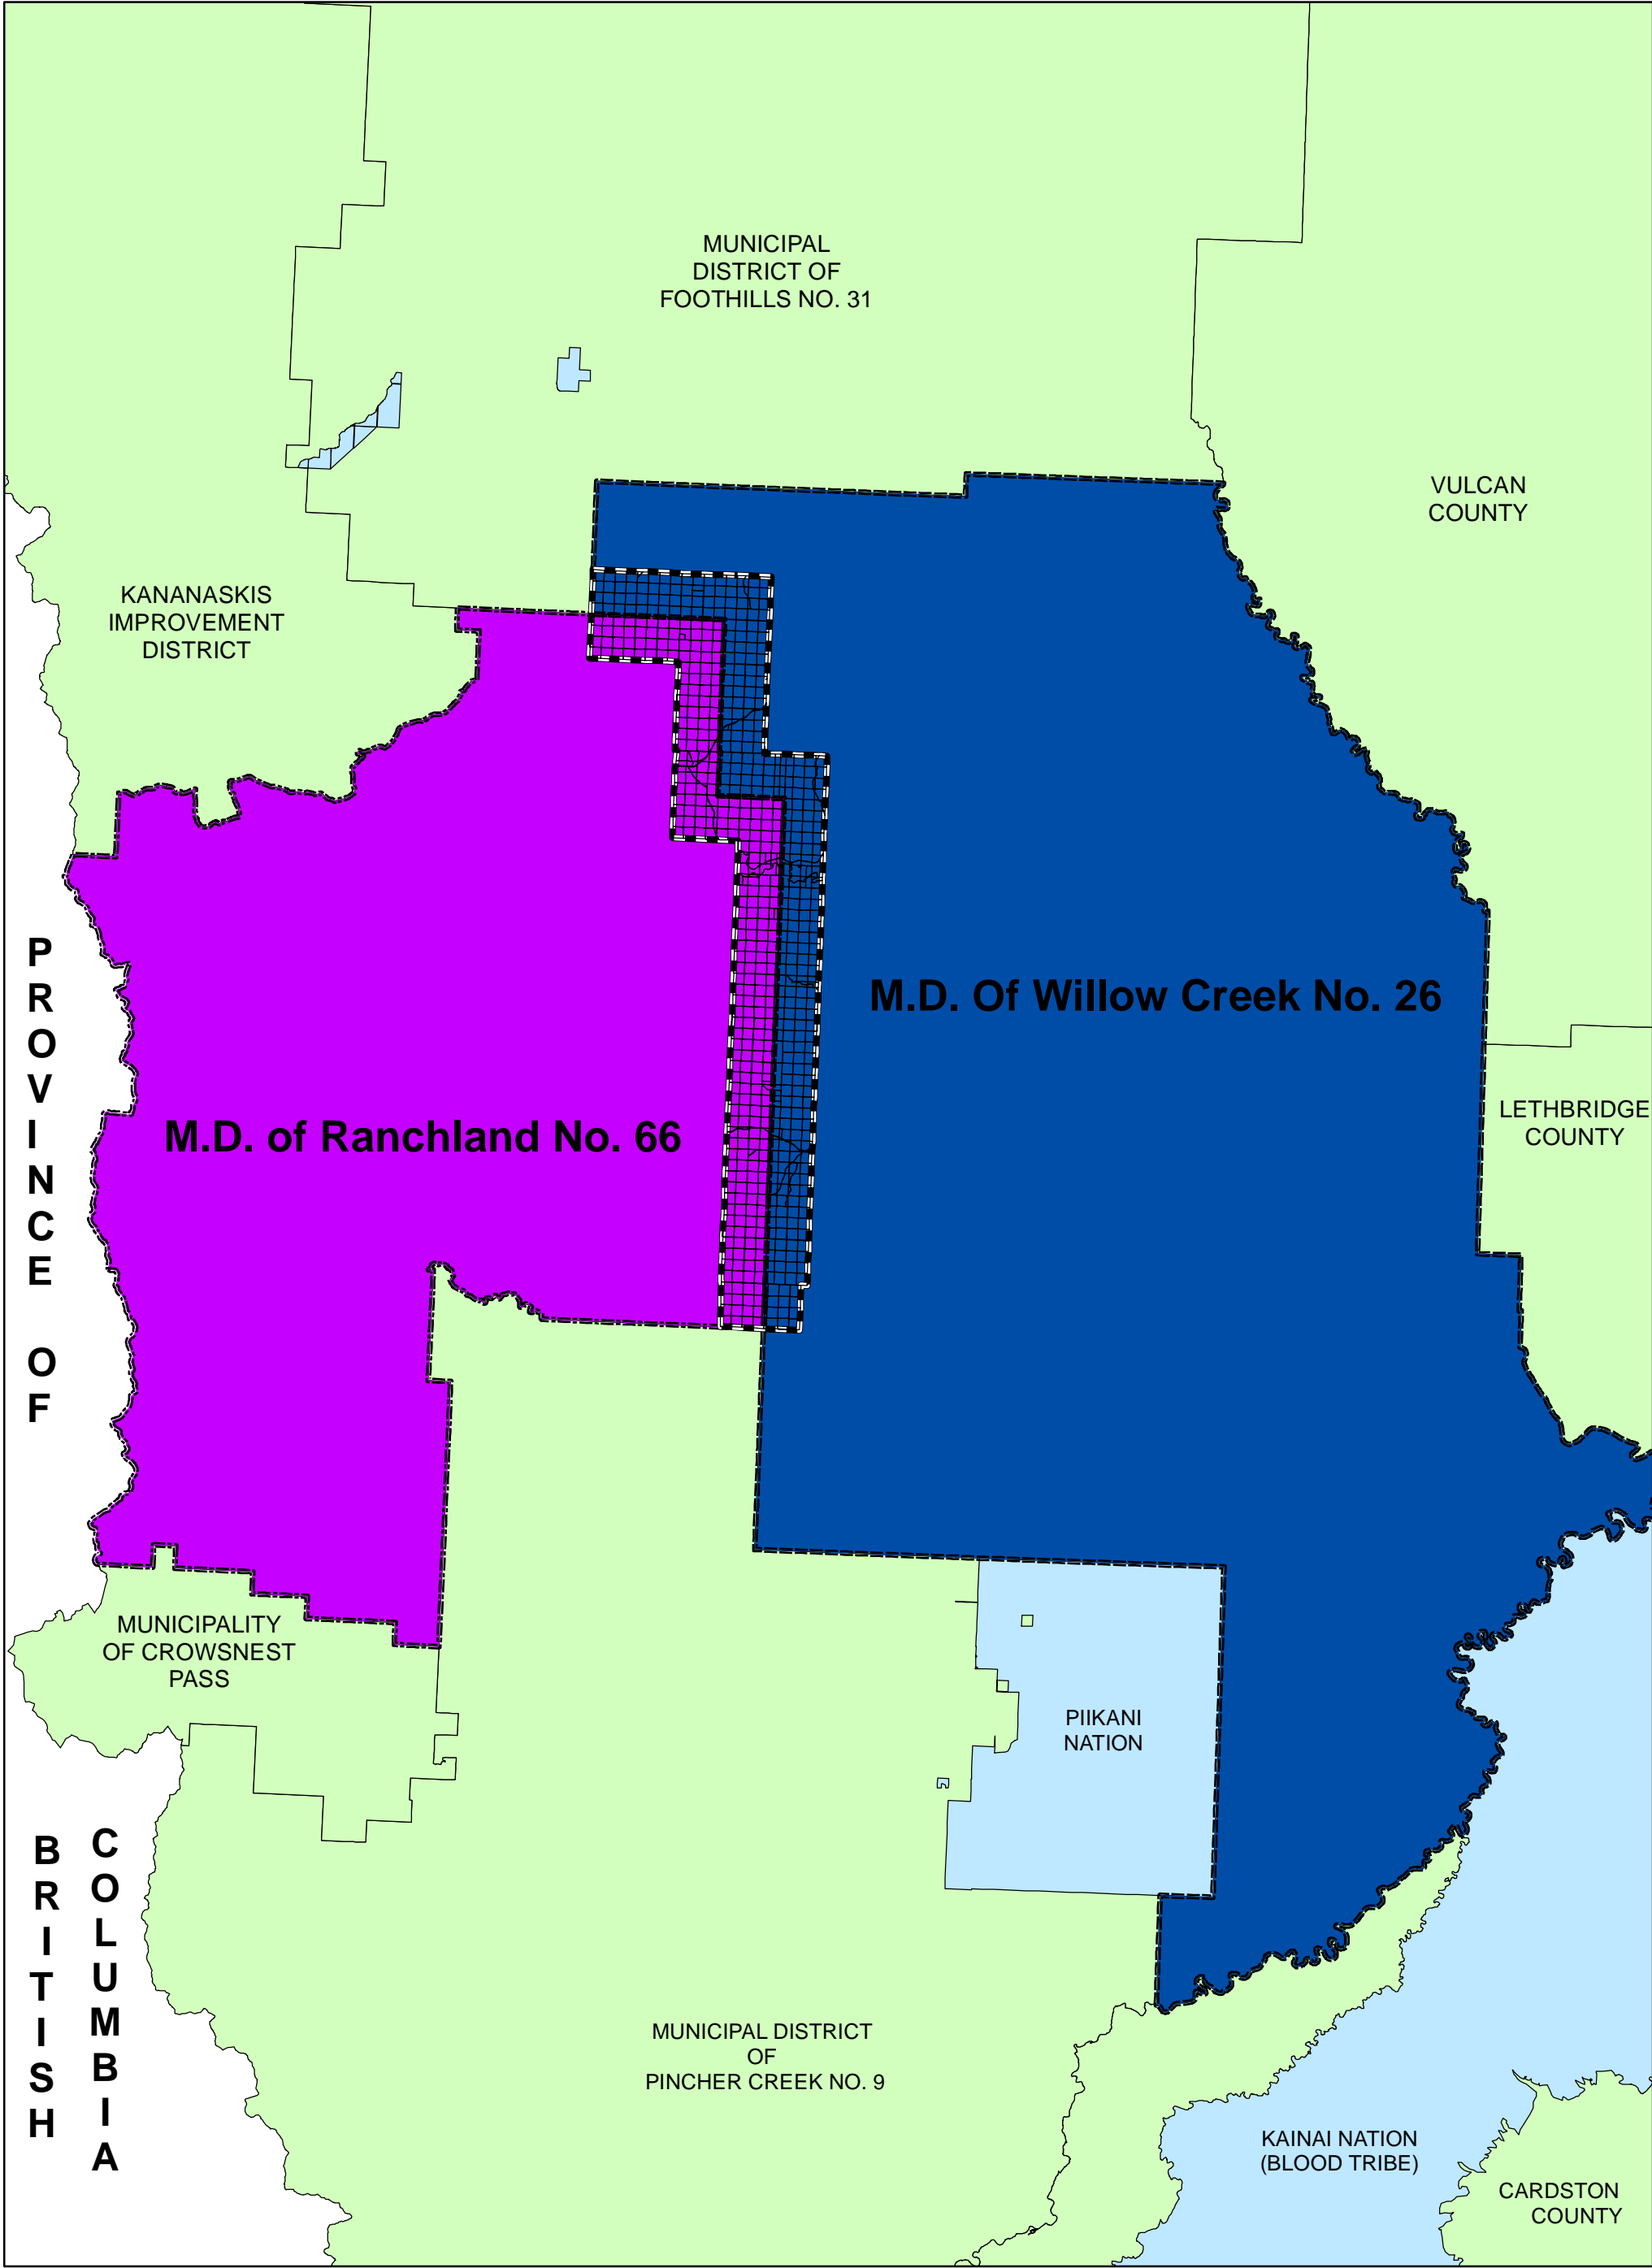 MUNICIPAL
DISTRICT OF
FOOTHILLS NO. 31
VULCAN
COUNTY
KANANASKIS
IMPROVEMENT
DISTRICT
M.D. Of Willow Creek No. 26
LETHBRIDGE
COUNTY
M.D. of Ranchland No. 66
PROVINCE OF
MUNICIPALITY
OF CROWSNEST
PASS
PIIKANI
NATION
BRITISH
COLUMBIA
MUNICIPAL DISTRICT
OF
PINCHER CREEK NO. 9
KAINAI NATION
(BLOOD TRIBE)
CARDSTON
COUNTY